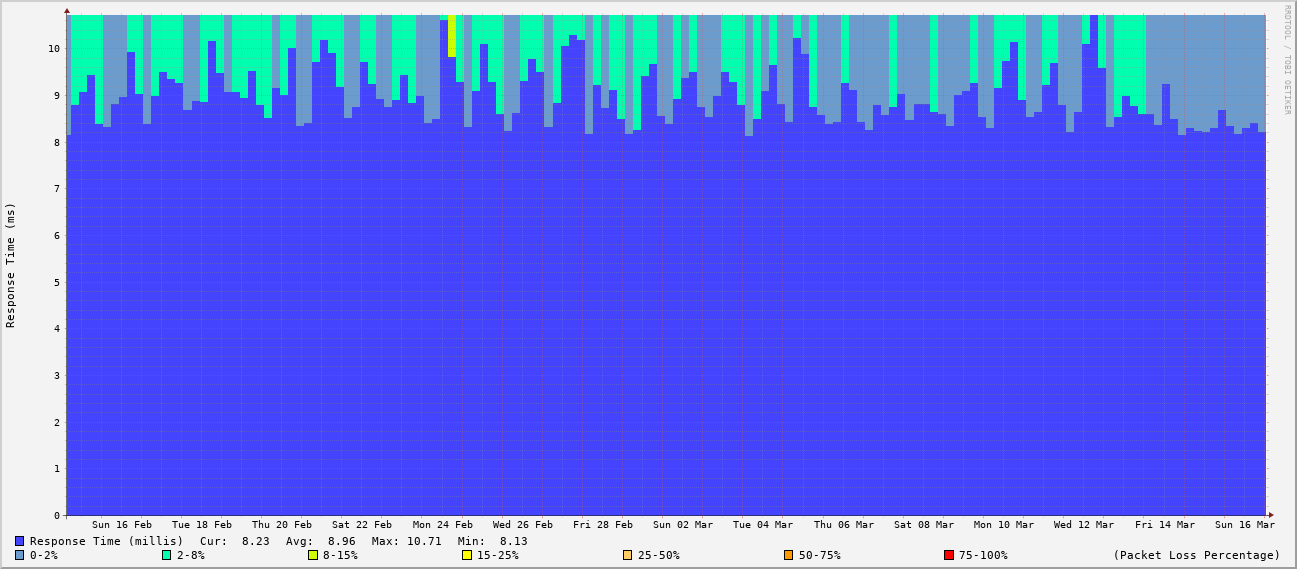 RRDTOOL / TOBI OETIKER
Response Time (ms)
10
9
8
7
6
5
4
3
2
1
0
Sun 16 Feb Tue 18 Feb Thu 20 Feb Sat 22 Feb Mon 24 Feb Wed 26 Feb Fri 28 Feb Sun 02 Mar Tue 04 Mar Thu 06 Mar Sat 08 Mar Mon 10 Mar Wed 12 Mar Fri 14 Mar Sun 16 Mar
Response Time (millis) Cur: 8.23 Avg: 8.96 Max: 10.71 Min: 8.13
0-2% 2-8% 8-15% 15-25% 25-50% 50-75% 75-100% (Packet Loss Percentage)